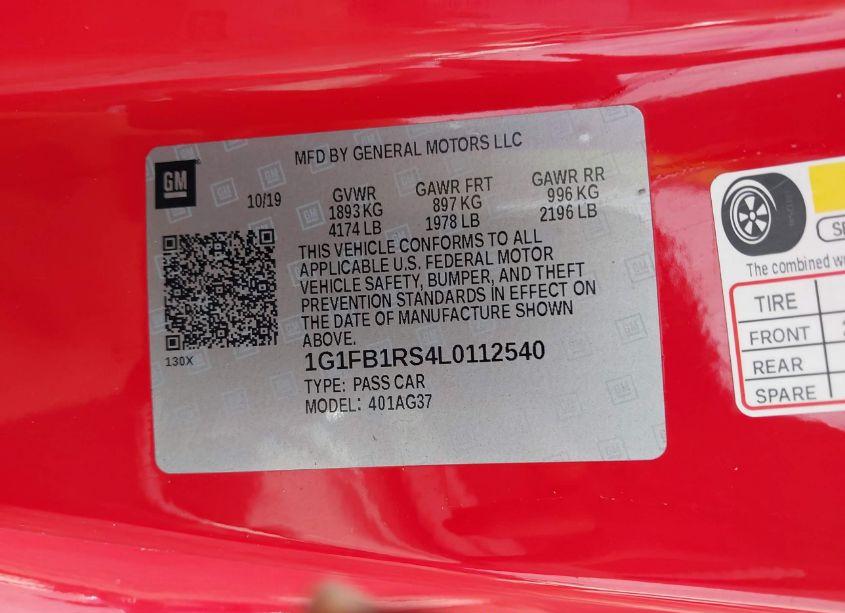 MFD BY GENERAL MOTORS LLC
GM
10/19
GVWR
1893 KG
4174 LB
GAWR FRT
897 KG
1978 LB
GAWR RR
996 KG
2196 LB
THIS VEHICLE CONFORMS TO ALL
APPLICABLE U.S. FEDERAL MOTOR
VEHICLE SAFETY, BUMPER, AND THEFT
PREVENTION STANDARDS IN EFFECT ON
THE DATE OF MANUFACTURE SHOWN
ABOVE.
130X
1G1FB1RS4L0112540
TYPE: PASS CAR
MODEL: 401AG37
The combined
TIRE
FRONT
REAR
SPARE